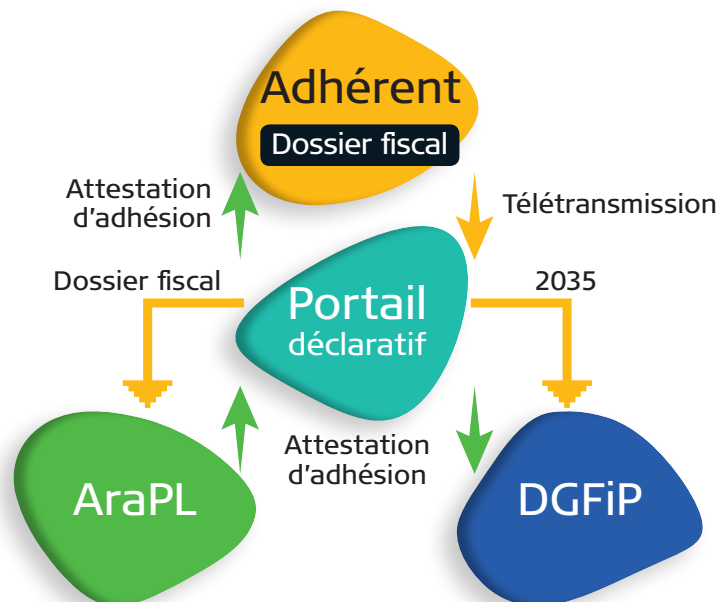 Adhérent
Dossier fiscal
Attestation
d'adhésion
Télétransmission
Dossier fiscal
2035
Portail
déclaratif
Attestation
d'adhésion
AraPL
DGFiP